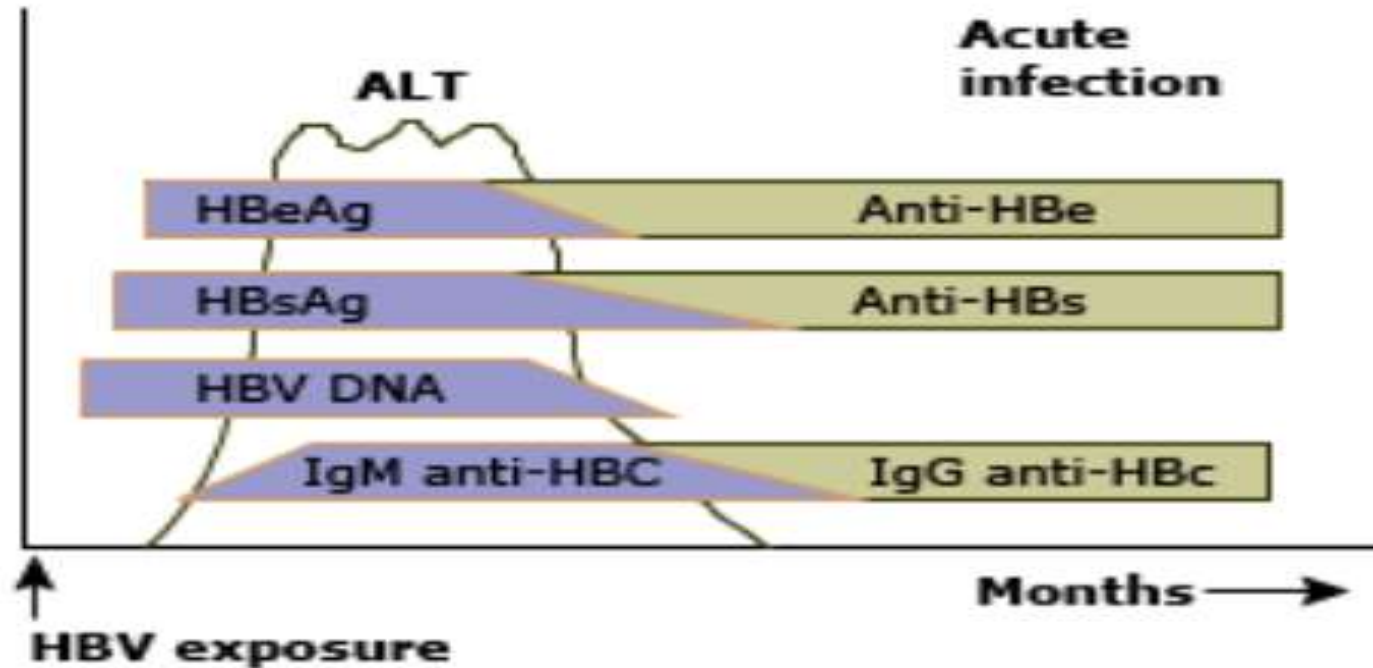 Acute
infection
ALT
HBeAg Anti-HBe
HBsAg Anti-HBs
HBV DNA
IgM anti-HBC IgG anti-HBc
Months
HBV exposure